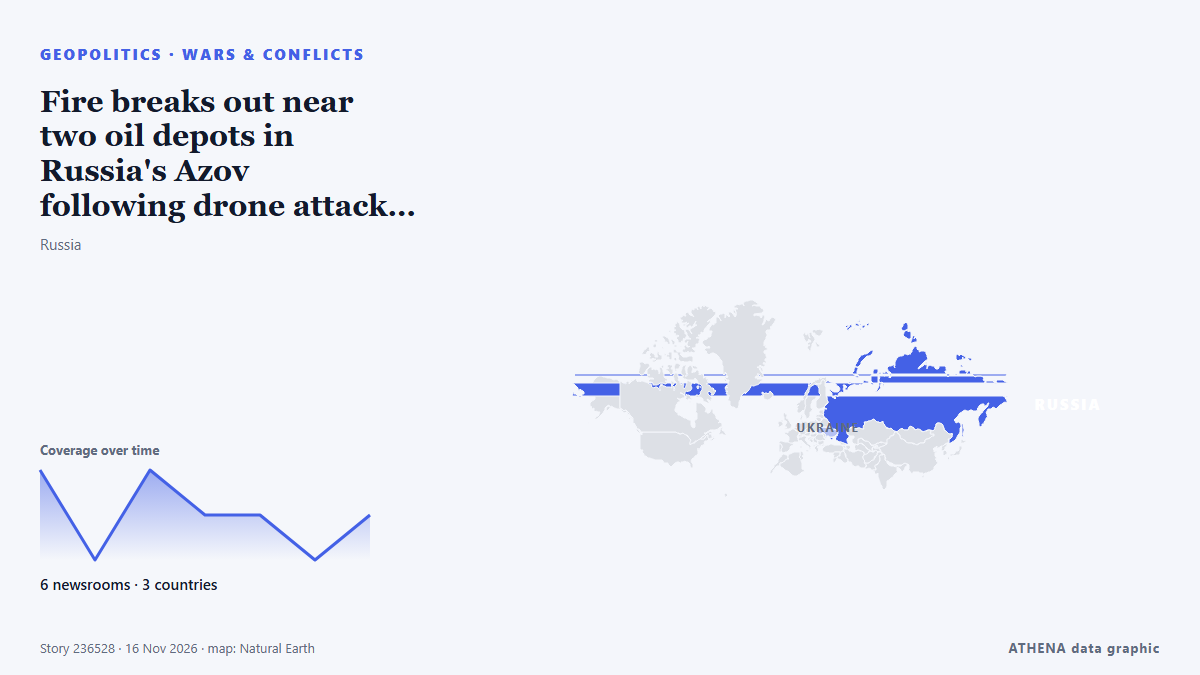 GEOPOLITICS · WARS & CONFLICTS
Fire breaks out near
two oil depots in
Russia's Azov
following drone attack...
Russia
RUSSIA
UKRAINE
Coverage over time
6 newsrooms · 3 countries
Story 236528 · 16 Nov 2026 · map: Natural Earth
ATHENA data graphic